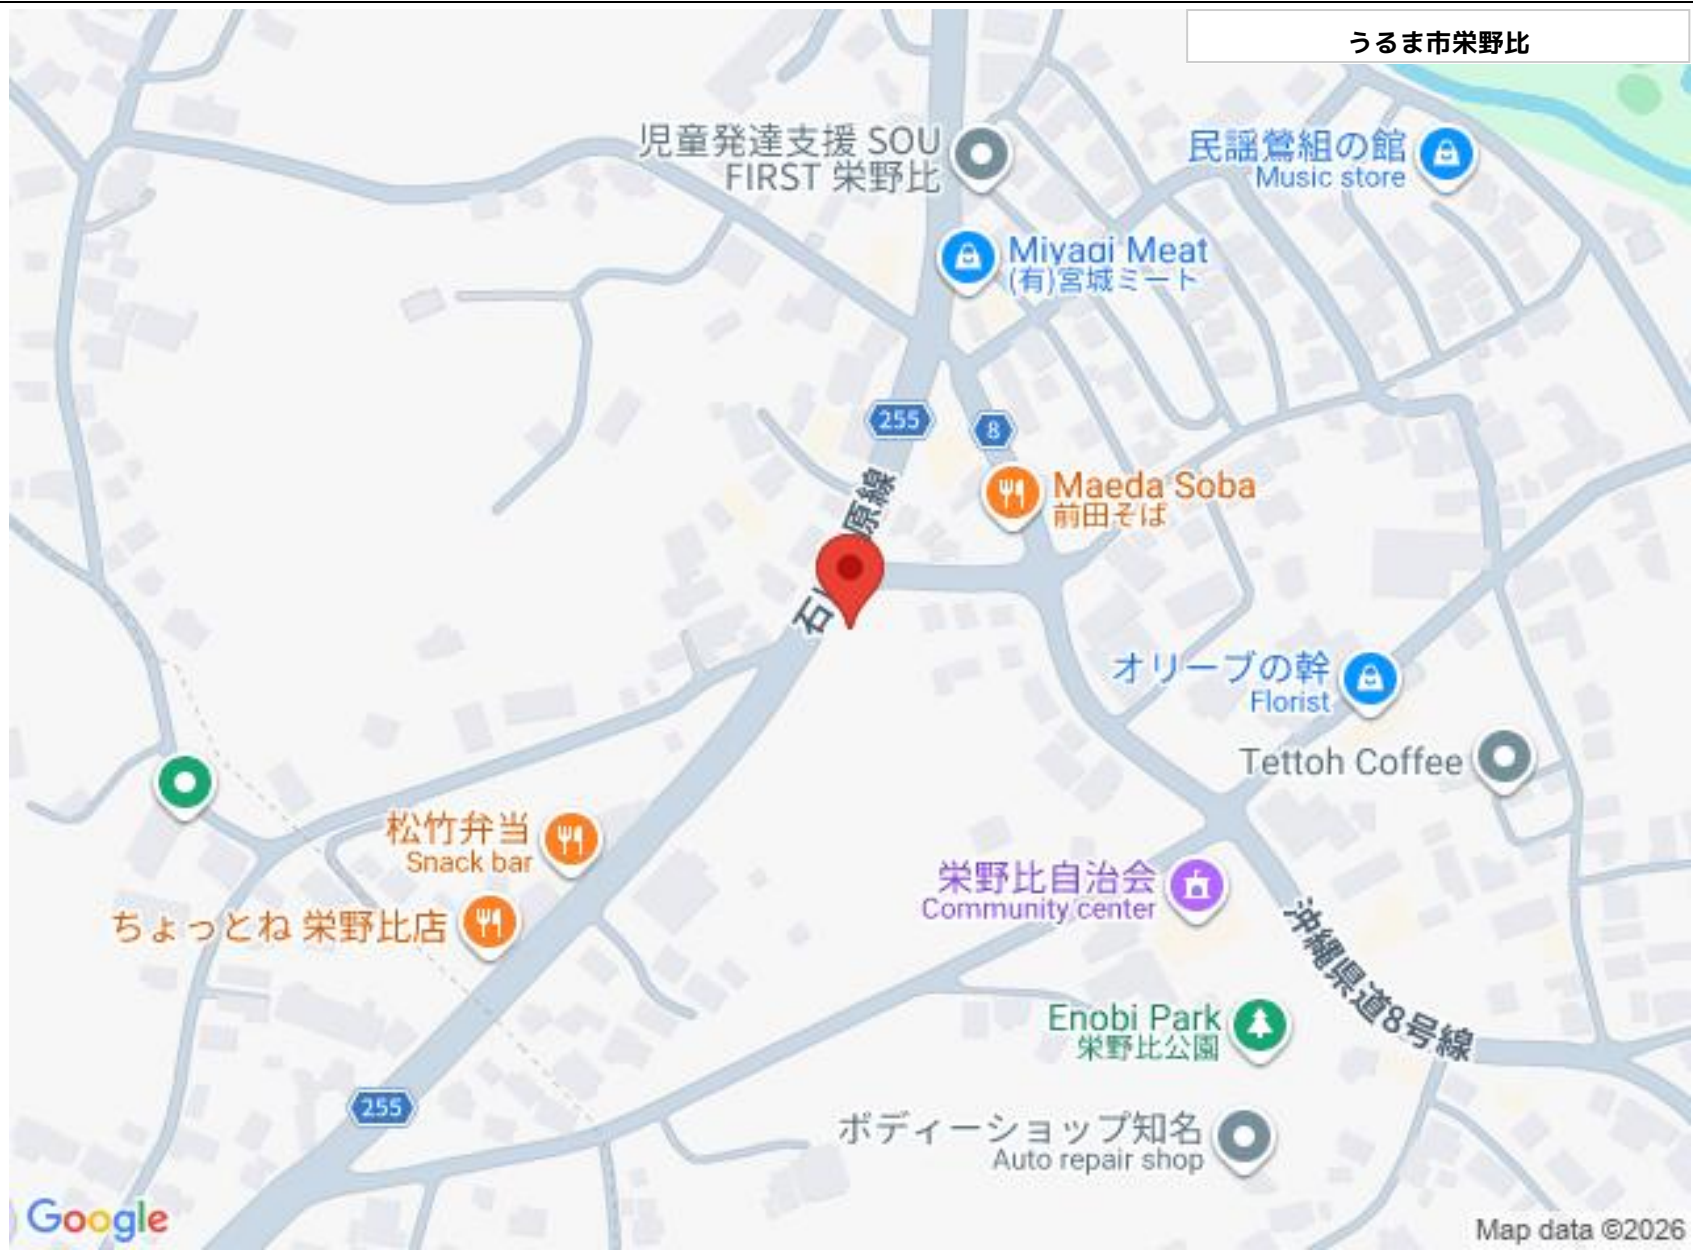 うるま市栄野比
児童発達支援 SOU
FIRST 栄野比
民謡鶯組の館
Music store
Miyagi Meat
(有)宮城ミート
255
8
原線
Maeda Soba
前田そば
石
オリーブの幹
Florist
Tettoh Coffee
松竹弁当
Snack bar
栄野比自治会
Community center
ちょっとね 栄野比店
沖縄県道8号線
Enobi Park
栄野比公園
255
ボディーショップ知名
Auto repair shop
Google
Map data ©2026